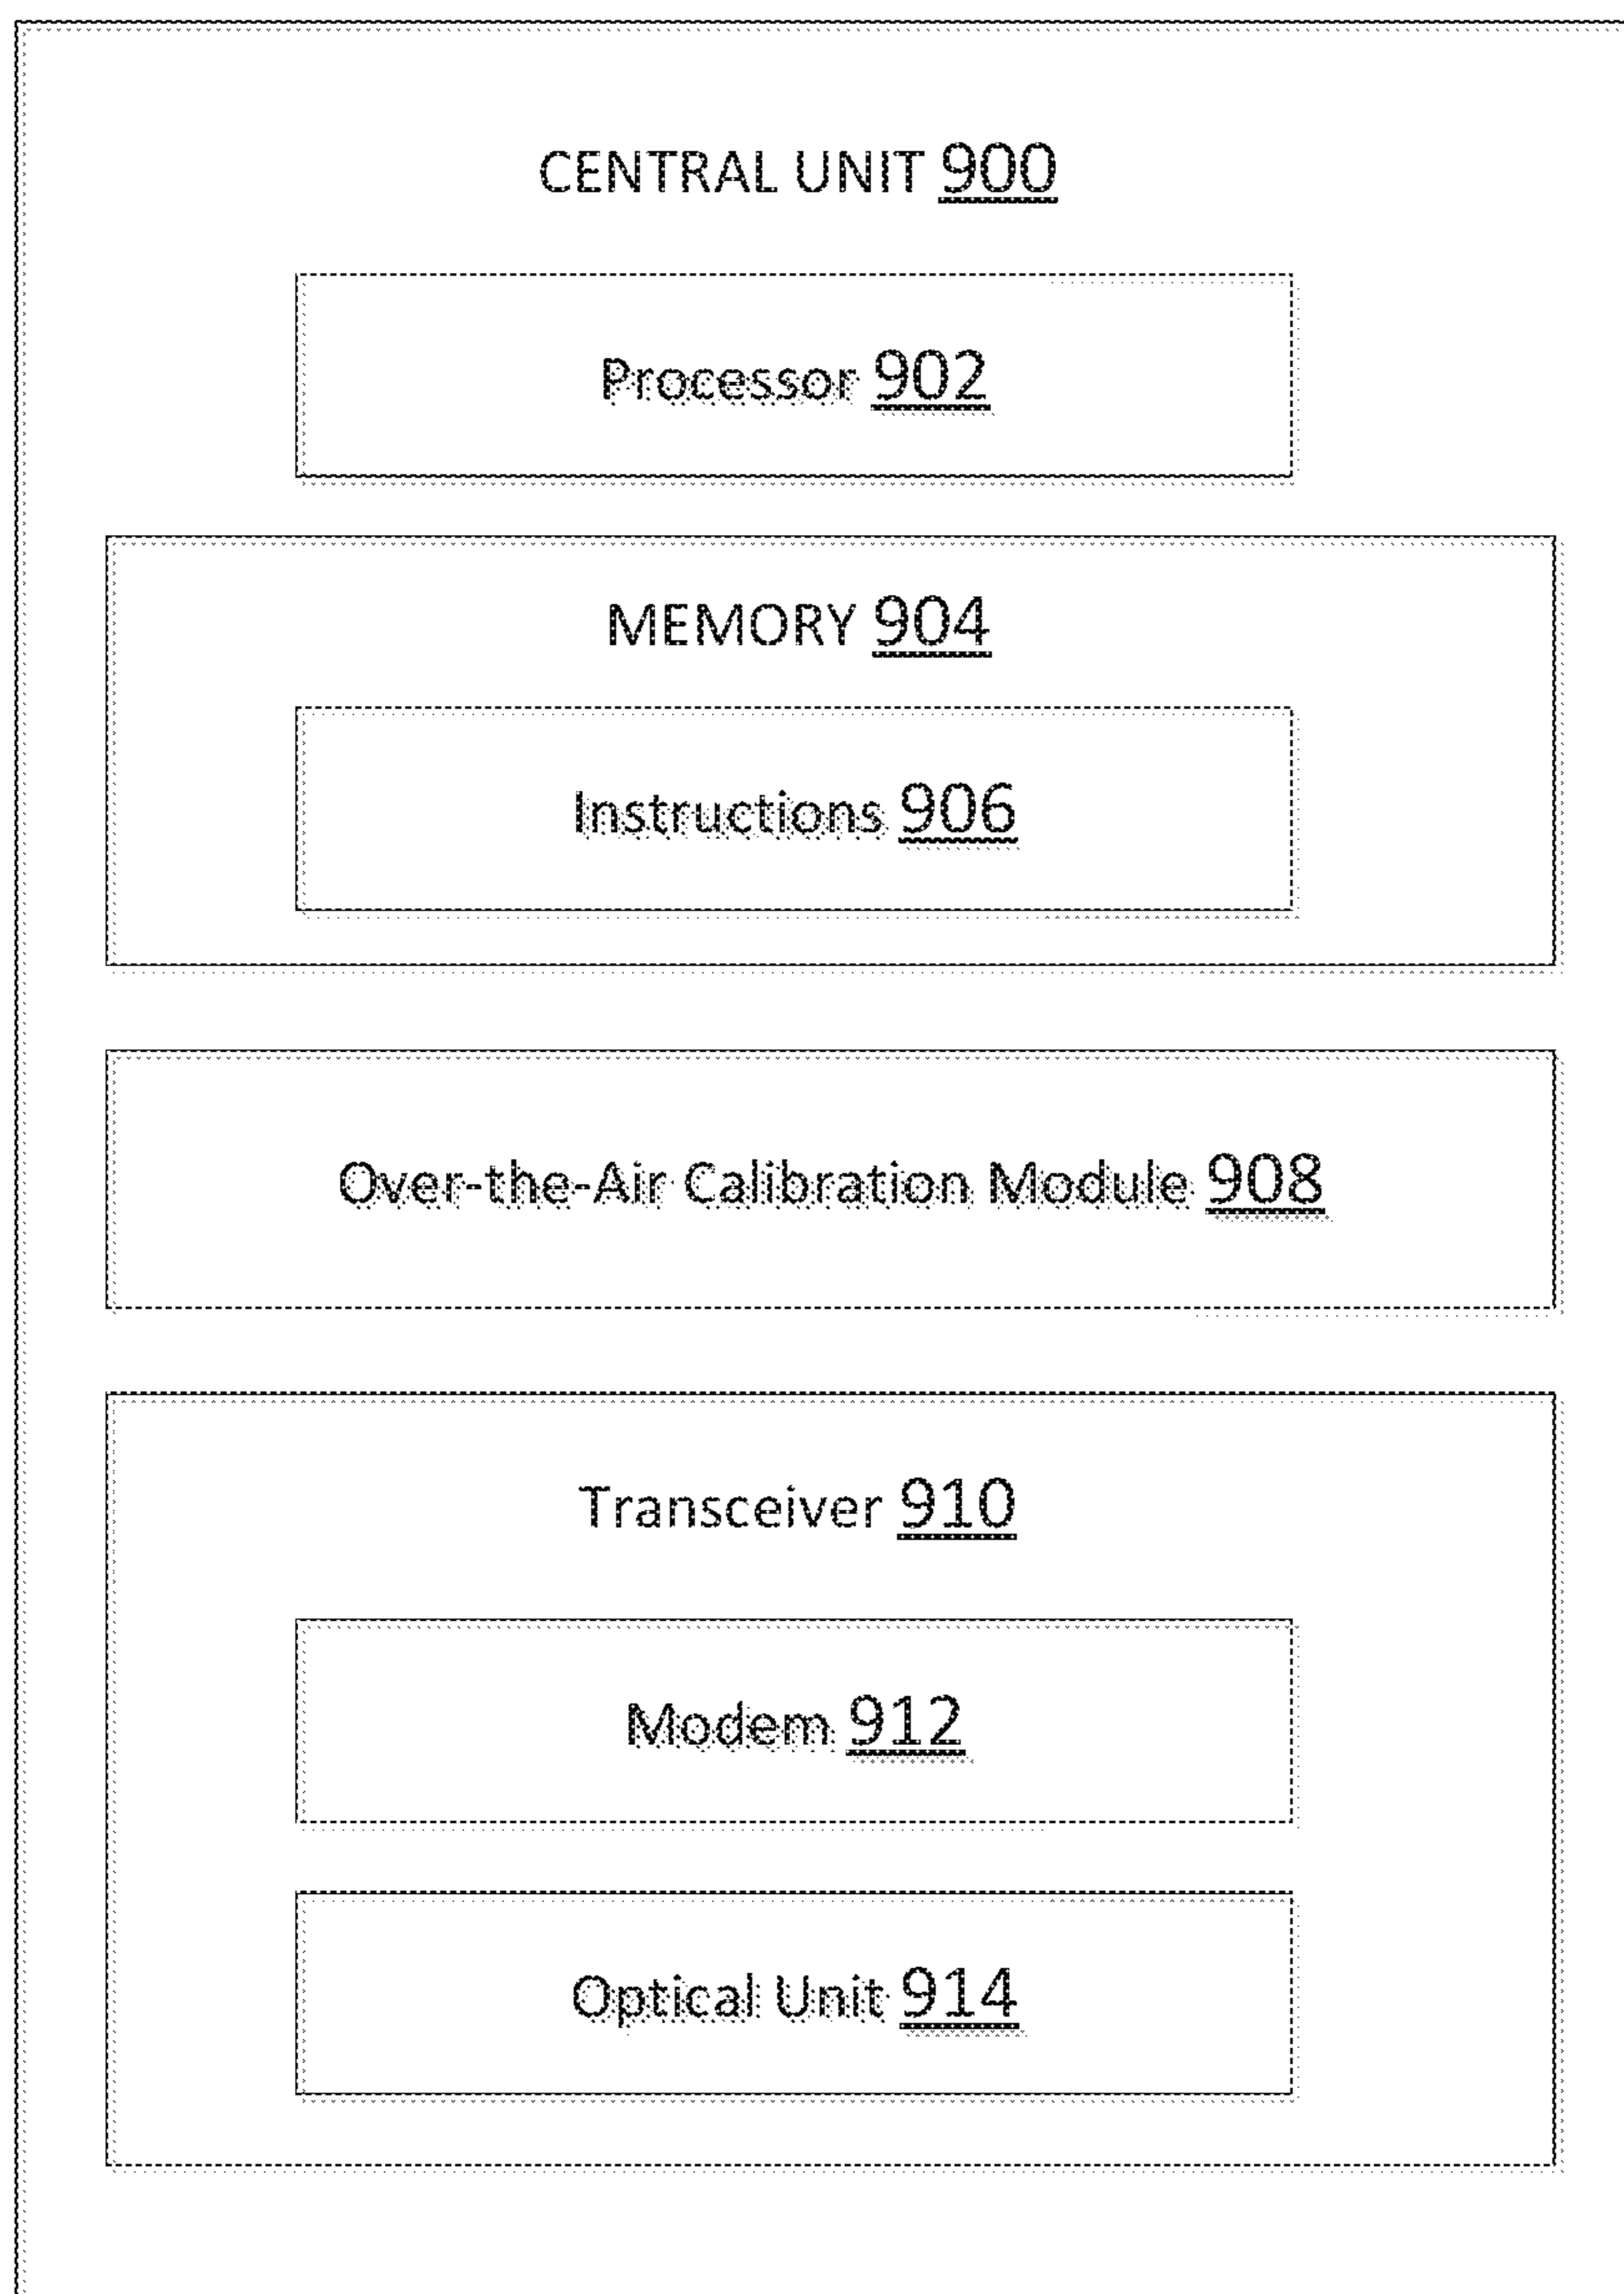 CENTRAL UNIT 900
Processor 902
MEMORY 904
Instructions 906
Over-the-Air Calibration Module 908
Transceiver 910
Modem 912
Optical Unit 914